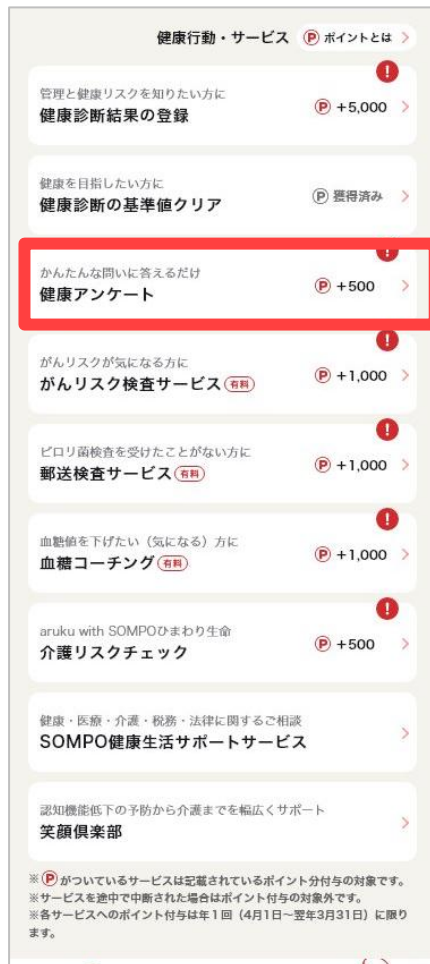 健康行動・サービス Ⓟ ポイントとは >
!
管理と健康リスクを知りたい方に
健康診断結果の登録 Ⓟ +5,000 >
健康を目指したい方に
健康診断の基準値クリア Ⓟ 獲得済み >
!
かんたんな問いに答えるだけ
健康アンケート Ⓟ +500 >
!
がんリスクが気になる方に
がんリスク検査サービス 有料 Ⓟ +1,000 >
!
ピロリ菌検査を受けたことがない方に
郵送検査サービス 有料 Ⓟ +1,000 >
!
血糖値を下げたい（気になる）方に
血糖コーチング 有料 Ⓟ +1,000 >
!
aruku with SOMPOひまわり生命
介護リスクチェック Ⓟ +500 >
健康・医療・介護・税務・法律に関するご相談
SOMPO健康生活サポートサービス >
認知機能低下の予防から介護までを幅広くサポート
笑顔倶楽部 >
※Ⓟがついているサービスは記載されているポイント分付与の対象です。
※サービスを途中で中断された場合はポイント付与の対象外です。
※各サービスへのポイント付与は年1回（4月1日～翌年3月31日）に限り
ます。